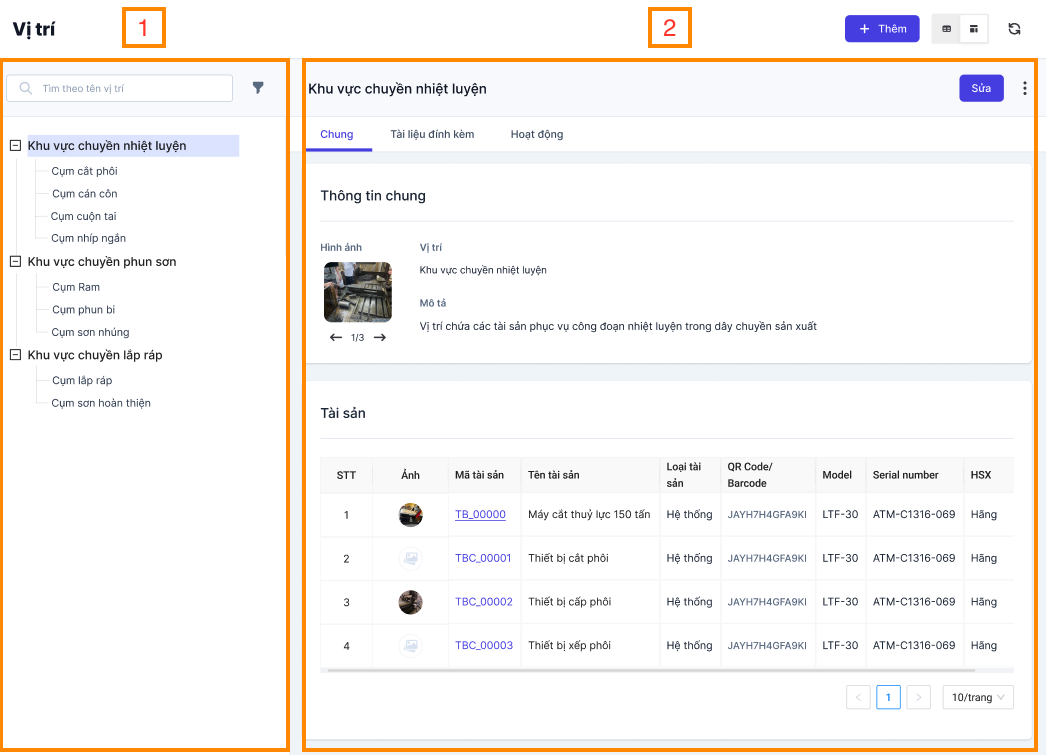 Vị trí
1
2
Thêm
Tìm theo tên vị trí
Khu vực chuyền nhiệt luyện
Cụm cắt phôi
Cụm cán côn
Cụm cuộn tai
Cụm nhíp ngắn
Khu vực chuyền phun sơn
Cụm Ram
Cụm phun bi
Cụm sơn nhúng
Khu vực chuyền lắp ráp
Cụm lắp ráp
Cụm sơn hoàn thiện
Khu vực chuyền nhiệt luyện
Sửa
Chung Tài liệu đính kèm Hoạt động
Thông tin chung
Hình ảnh
1/3
Vị trí
Khu vực chuyền nhiệt luyện
Mô tả
Vị trí chứa các tài sản phục vụ công đoạn nhiệt luyện trong dây chuyền sản xuất
Tài sản
STT Ảnh Mã tài sản Tên tài sản Loại tài sản QR Code/ Barcode Model Serial number HSX
1 TB_00000 Máy cắt thuỷ lực 150 tấn Hệ thống JAYH7H4GFA9KI LTF-30 ATM-C1316-069 Hãng
2 TBC_00001 Thiết bị cắt phôi Hệ thống JAYH7H4GFA9KI LTF-30 ATM-C1316-069 Hãng
3 TBC_00002 Thiết bị cấp phôi Hệ thống JAYH7H4GFA9KI LTF-30 ATM-C1316-069 Hãng
4 TBC_00003 Thiết bị xếp phôi Hệ thống JAYH7H4GFA9KI LTF-30 ATM-C1316-069 Hãng
1 10/trang